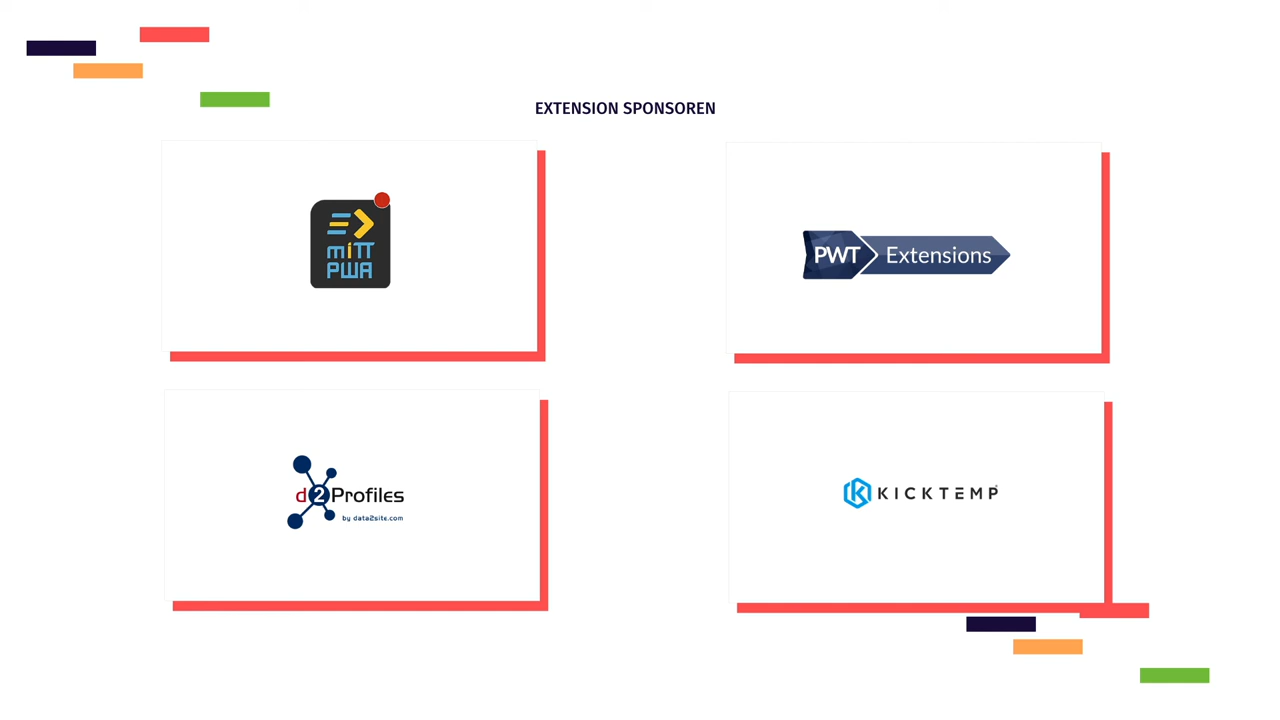 EXTENSION SPONSOREN
miTT
PWA
PWT Extensions
d2Profiles
by data2site.com
KICKTEMP